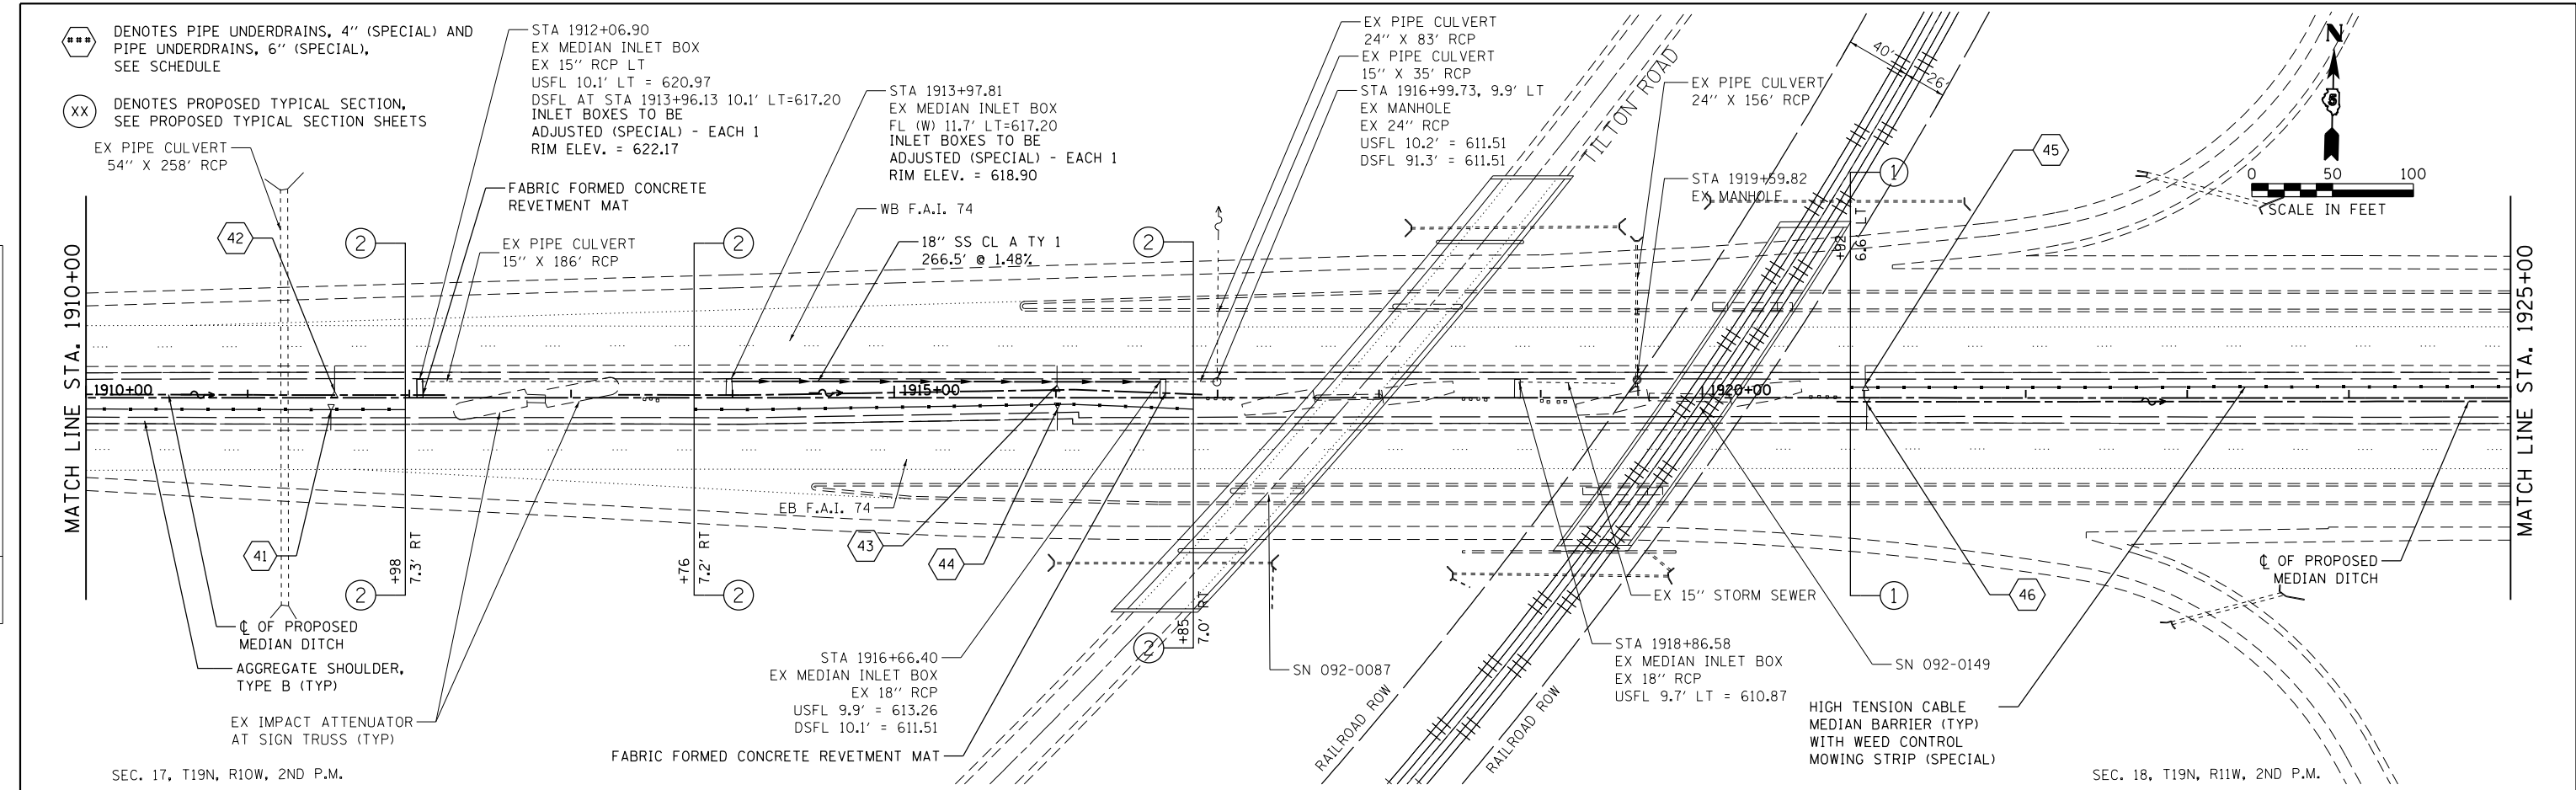 ###
DENOTES PIPE UNDERDRAINS, 4" (SPECIAL) AND
PIPE UNDERDRAINS, 6" (SPECIAL),
SEE SCHEDULE
XX
DENOTES PROPOSED TYPICAL SECTION,
SEE PROPOSED TYPICAL SECTION SHEETS
EX PIPE CULVERT
54" X 258' RCP
STA 1912+06.90
EX MEDIAN INLET BOX
EX 15" RCP LT
USFL 10.1' LT = 620.97
DSFL AT STA 1913+96.13 10.1' LT=617.20
INLET BOXES TO BE
ADJUSTED (SPECIAL) - EACH 1
RIM ELEV. = 622.17
FABRIC FORMED CONCRETE
REVETMENT MAT
EX PIPE CULVERT
15" X 186' RCP
STA 1913+97.81
EX MEDIAN INLET BOX
FL (W) 11.7' LT=617.20
INLET BOXES TO BE
ADJUSTED (SPECIAL) - EACH 1
RIM ELEV. = 618.90
WB F.A.I. 74
18" SS CL A TY 1
266.5' @ 1.48%
EX PIPE CULVERT
24" X 83' RCP
EX PIPE CULVERT
15" X 35' RCP
STA 1916+99.73, 9.9' LT
EX MANHOLE
EX 24" RCP
USFL 10.2' = 611.51
DSFL 91.3' = 611.51
TILTON ROAD
EX PIPE CULVERT
24" X 156' RCP
STA 1919+59.82
EX MANHOLE
40'
26'
N
5
0 50 100
SCALE IN FEET
42
2
2
2
1
45
+92
6.6' LT
MATCH LINE STA. 1910+00
1910+00
1915+00
1920+00
MATCH LINE STA. 1925+00
41
2
+98
7.3' RT
2
+76
7.2' RT
EB F.A.I. 74
43
44
2
+85
7.0' RT
1
46
℄ OF PROPOSED
MEDIAN DITCH
AGGREGATE SHOULDER,
TYPE B (TYP)
EX IMPACT ATTENUATOR
AT SIGN TRUSS (TYP)
STA 1916+66.40
EX MEDIAN INLET BOX
EX 18" RCP
USFL 9.9' = 613.26
DSFL 10.1' = 611.51
FABRIC FORMED CONCRETE REVETMENT MAT
SN 092-0087
RAILROAD ROW
RAILROAD ROW
EX 15" STORM SEWER
STA 1918+86.58
EX MEDIAN INLET BOX
EX 18" RCP
USFL 9.7' LT = 610.87
SN 092-0149
HIGH TENSION CABLE
MEDIAN BARRIER (TYP)
WITH WEED CONTROL
MOWING STRIP (SPECIAL)
℄ OF PROPOSED
MEDIAN DITCH
SEC. 17, T19N, R10W, 2ND P.M.
SEC. 18, T19N, R11W, 2ND P.M.